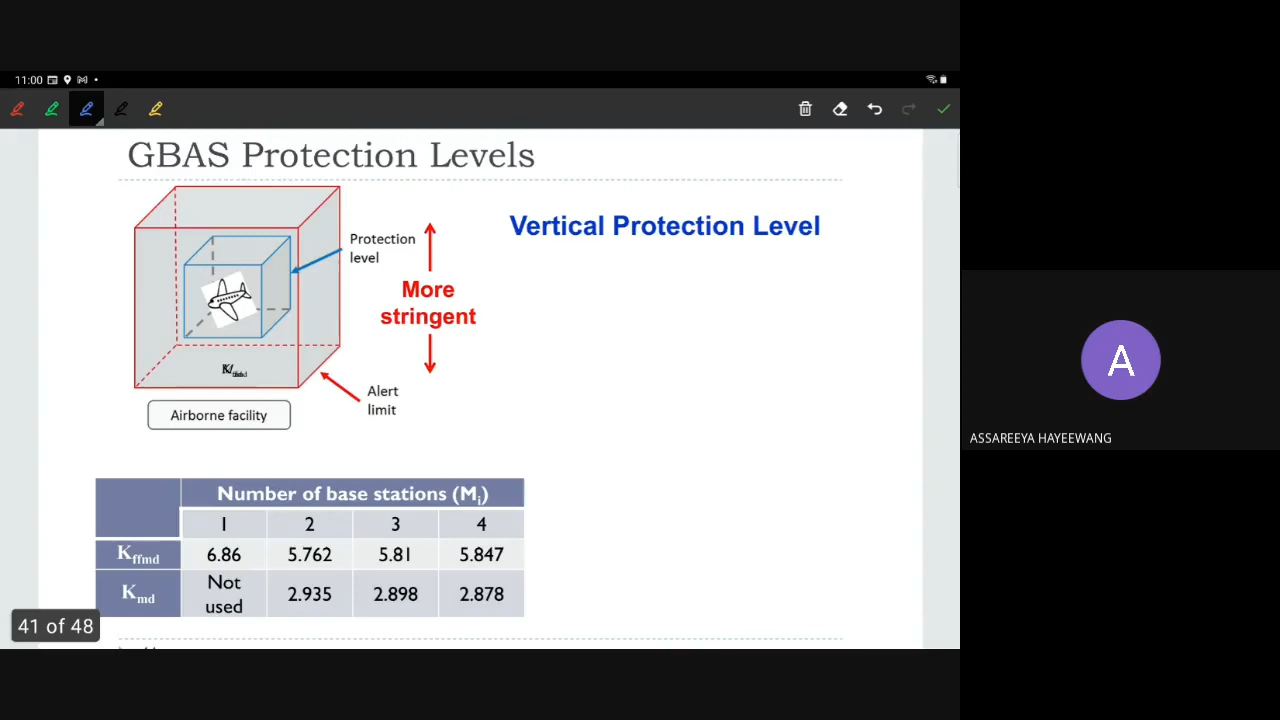 11:00
GBAS Protection Levels
Vertical Protection Level
Protection
level
More
stringent
Alert
limit
Airborne facility
Number of base stations (Mi)
1 2 3 4
Kffmd 6.86 5.762 5.81 5.847
Kmd Not used 2.935 2.898 2.878
41 of 48
A
ASSAREEYA HAYEEWANG